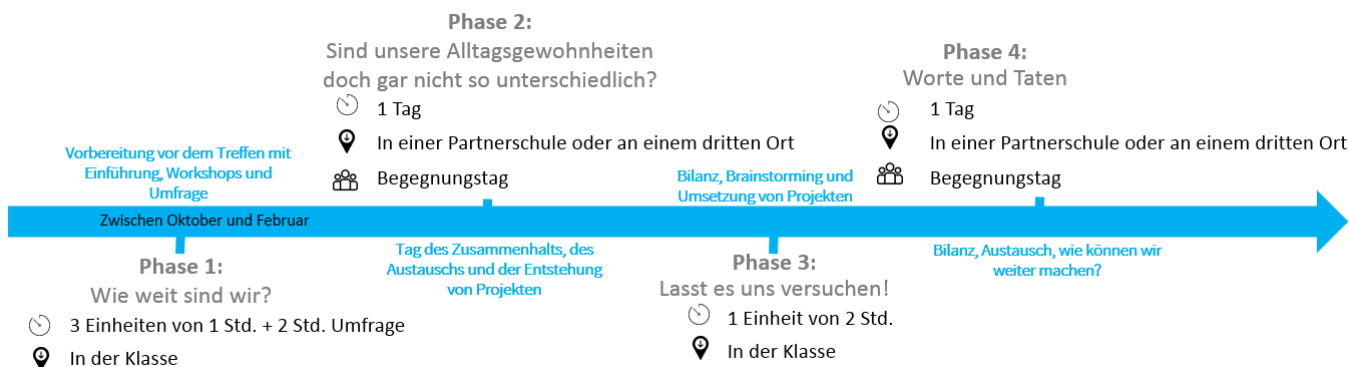 Phase 2:
Sind unsere Alltagsgewohnheiten
doch gar nicht so unterschiedlich?
1 Tag
In einer Partnerschule oder an einem dritten Ort
Begegnungstag
Phase 4:
Worte und Taten
1 Tag
In einer Partnerschule oder an einem dritten Ort
Begegnungstag
Vorbereitung vor dem Treffen mit
Einführung, Workshops und
Umfrage
Bilanz, Brainstorming und
Umsetzung von Projekten
Zwischen Oktober und Februar
Tag des Zusammenhalts, des
Austauschs und der Entstehung
von Projekten
Bilanz, Austausch, wie können wir
weiter machen?
Phase 1:
Wie weit sind wir?
3 Einheiten von 1 Std. + 2 Std. Umfrage
In der Klasse
Phase 3:
Lasst es uns versuchen!
1 Einheit von 2 Std.
In der Klasse